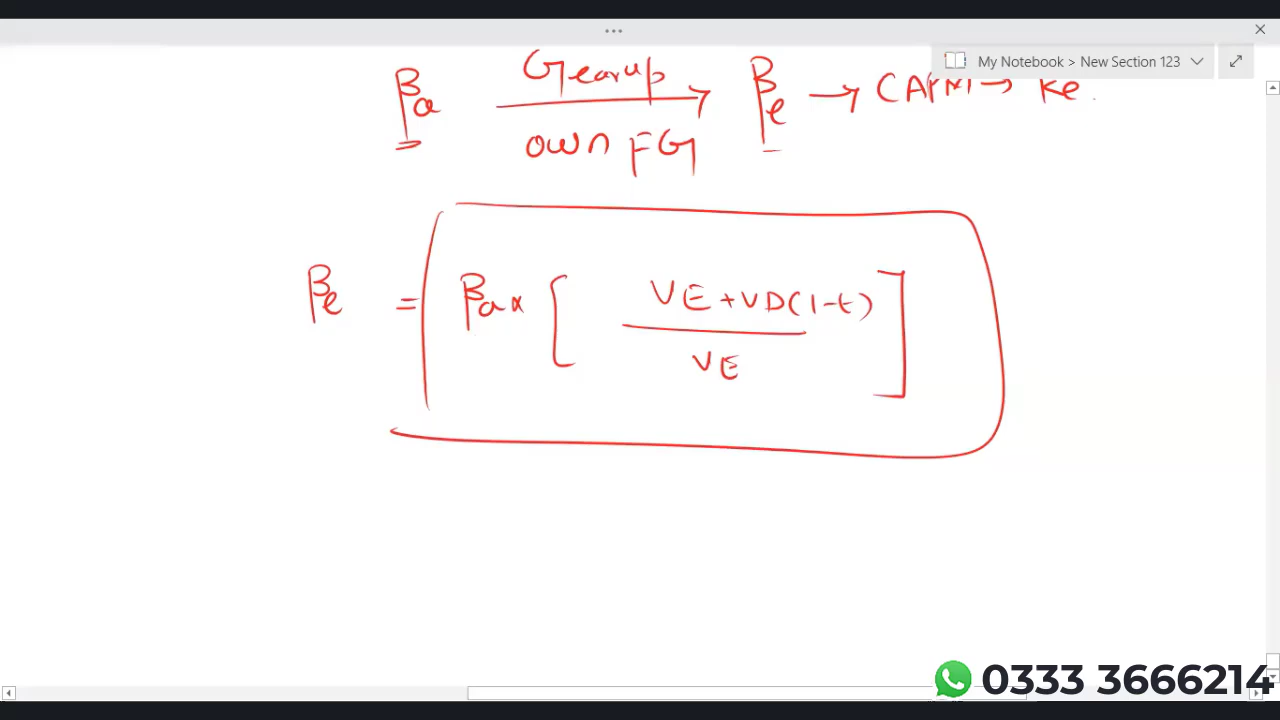 My Notebook > New Section 123
βa Gearup βe → CAPM → Ke
own FG
βe = βa × [ VE + VD(1-t)
VE ]
0333 3666214